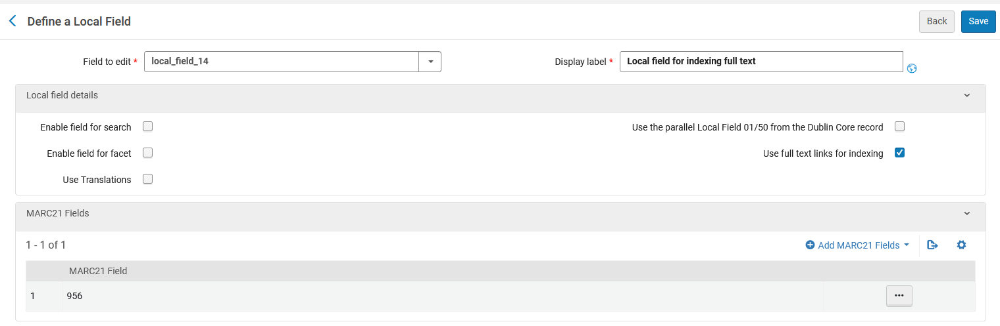 Define a Local Field
Back
Save
Field to edit *
local_field_14
Display label *
Local field for indexing full text
Local field details
Enable field for search
Use the parallel Local Field 01/50 from the Dublin Core record
Enable field for facet
Use full text links for indexing
Use Translations
MARC21 Fields
1 - 1 of 1
Add MARC21 Fields
MARC21 Field
1
956